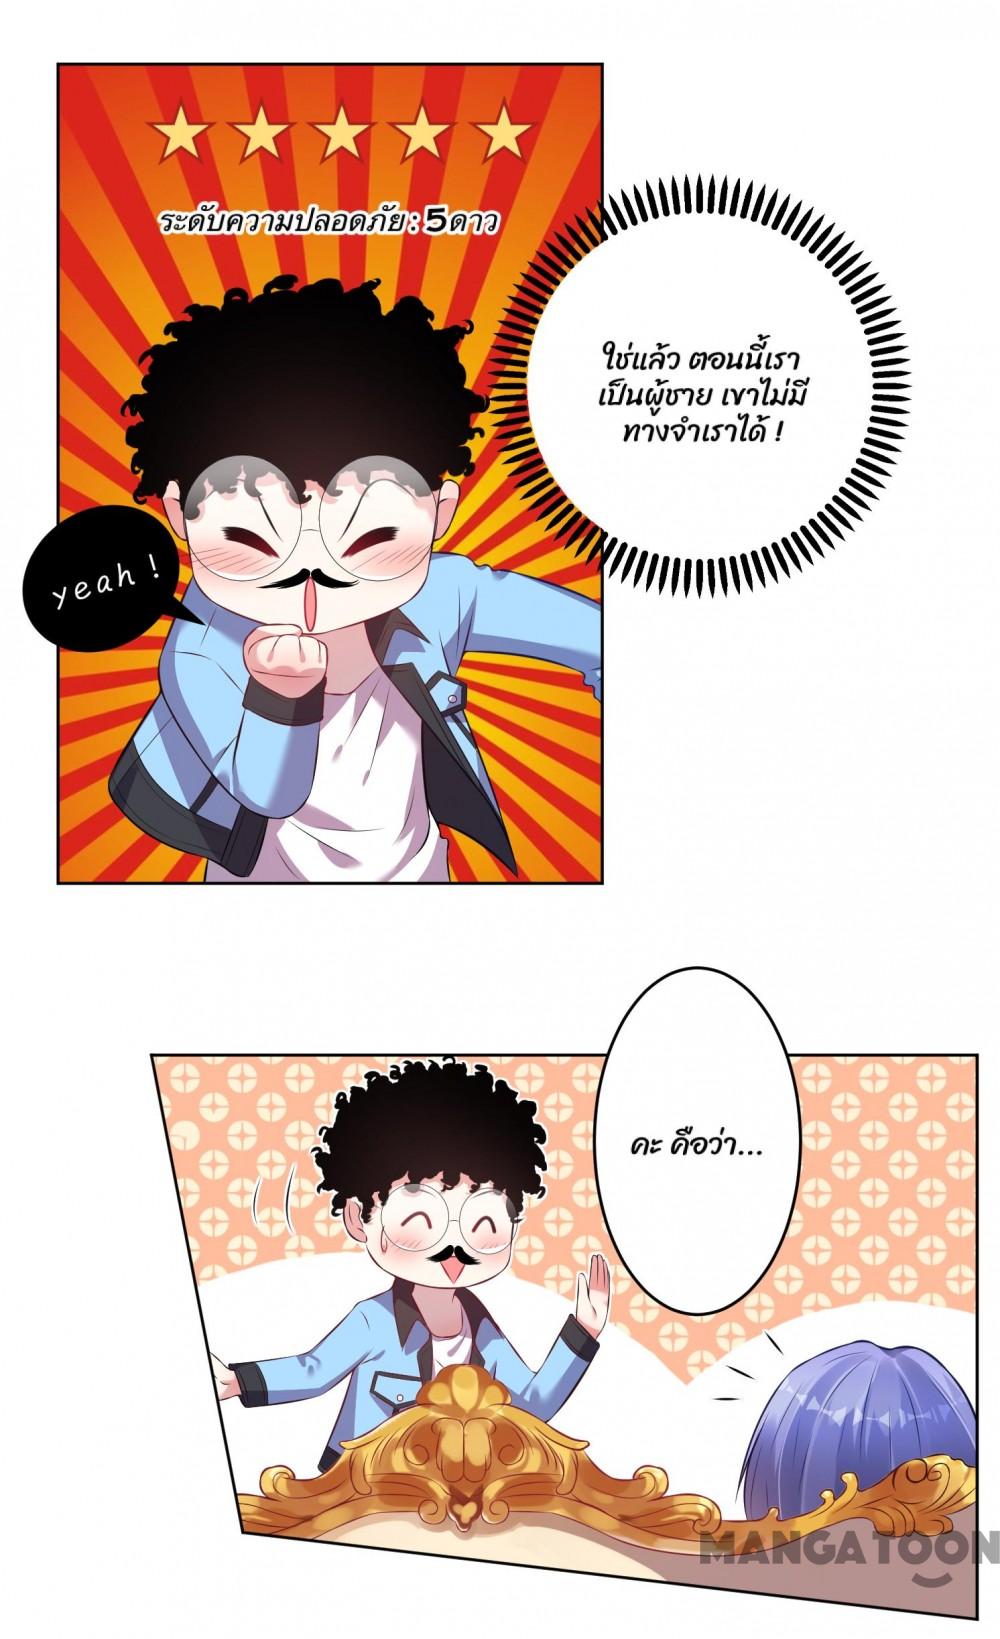 ระดับความปลอดภัย : 5ดาว
ใช่แล้ว ตอนนี้เรา
เป็นผู้ชาย เขาไม่มี
ทางจำเราได้ !
yeah !
คะ คือว่า...
MANGATOON